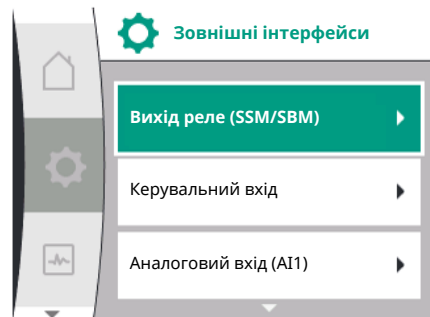 Зовнішні інтерфейси
Вихід реле (SSM/SBM)
Керувальний вхід
Аналоговий вхід (AI1)